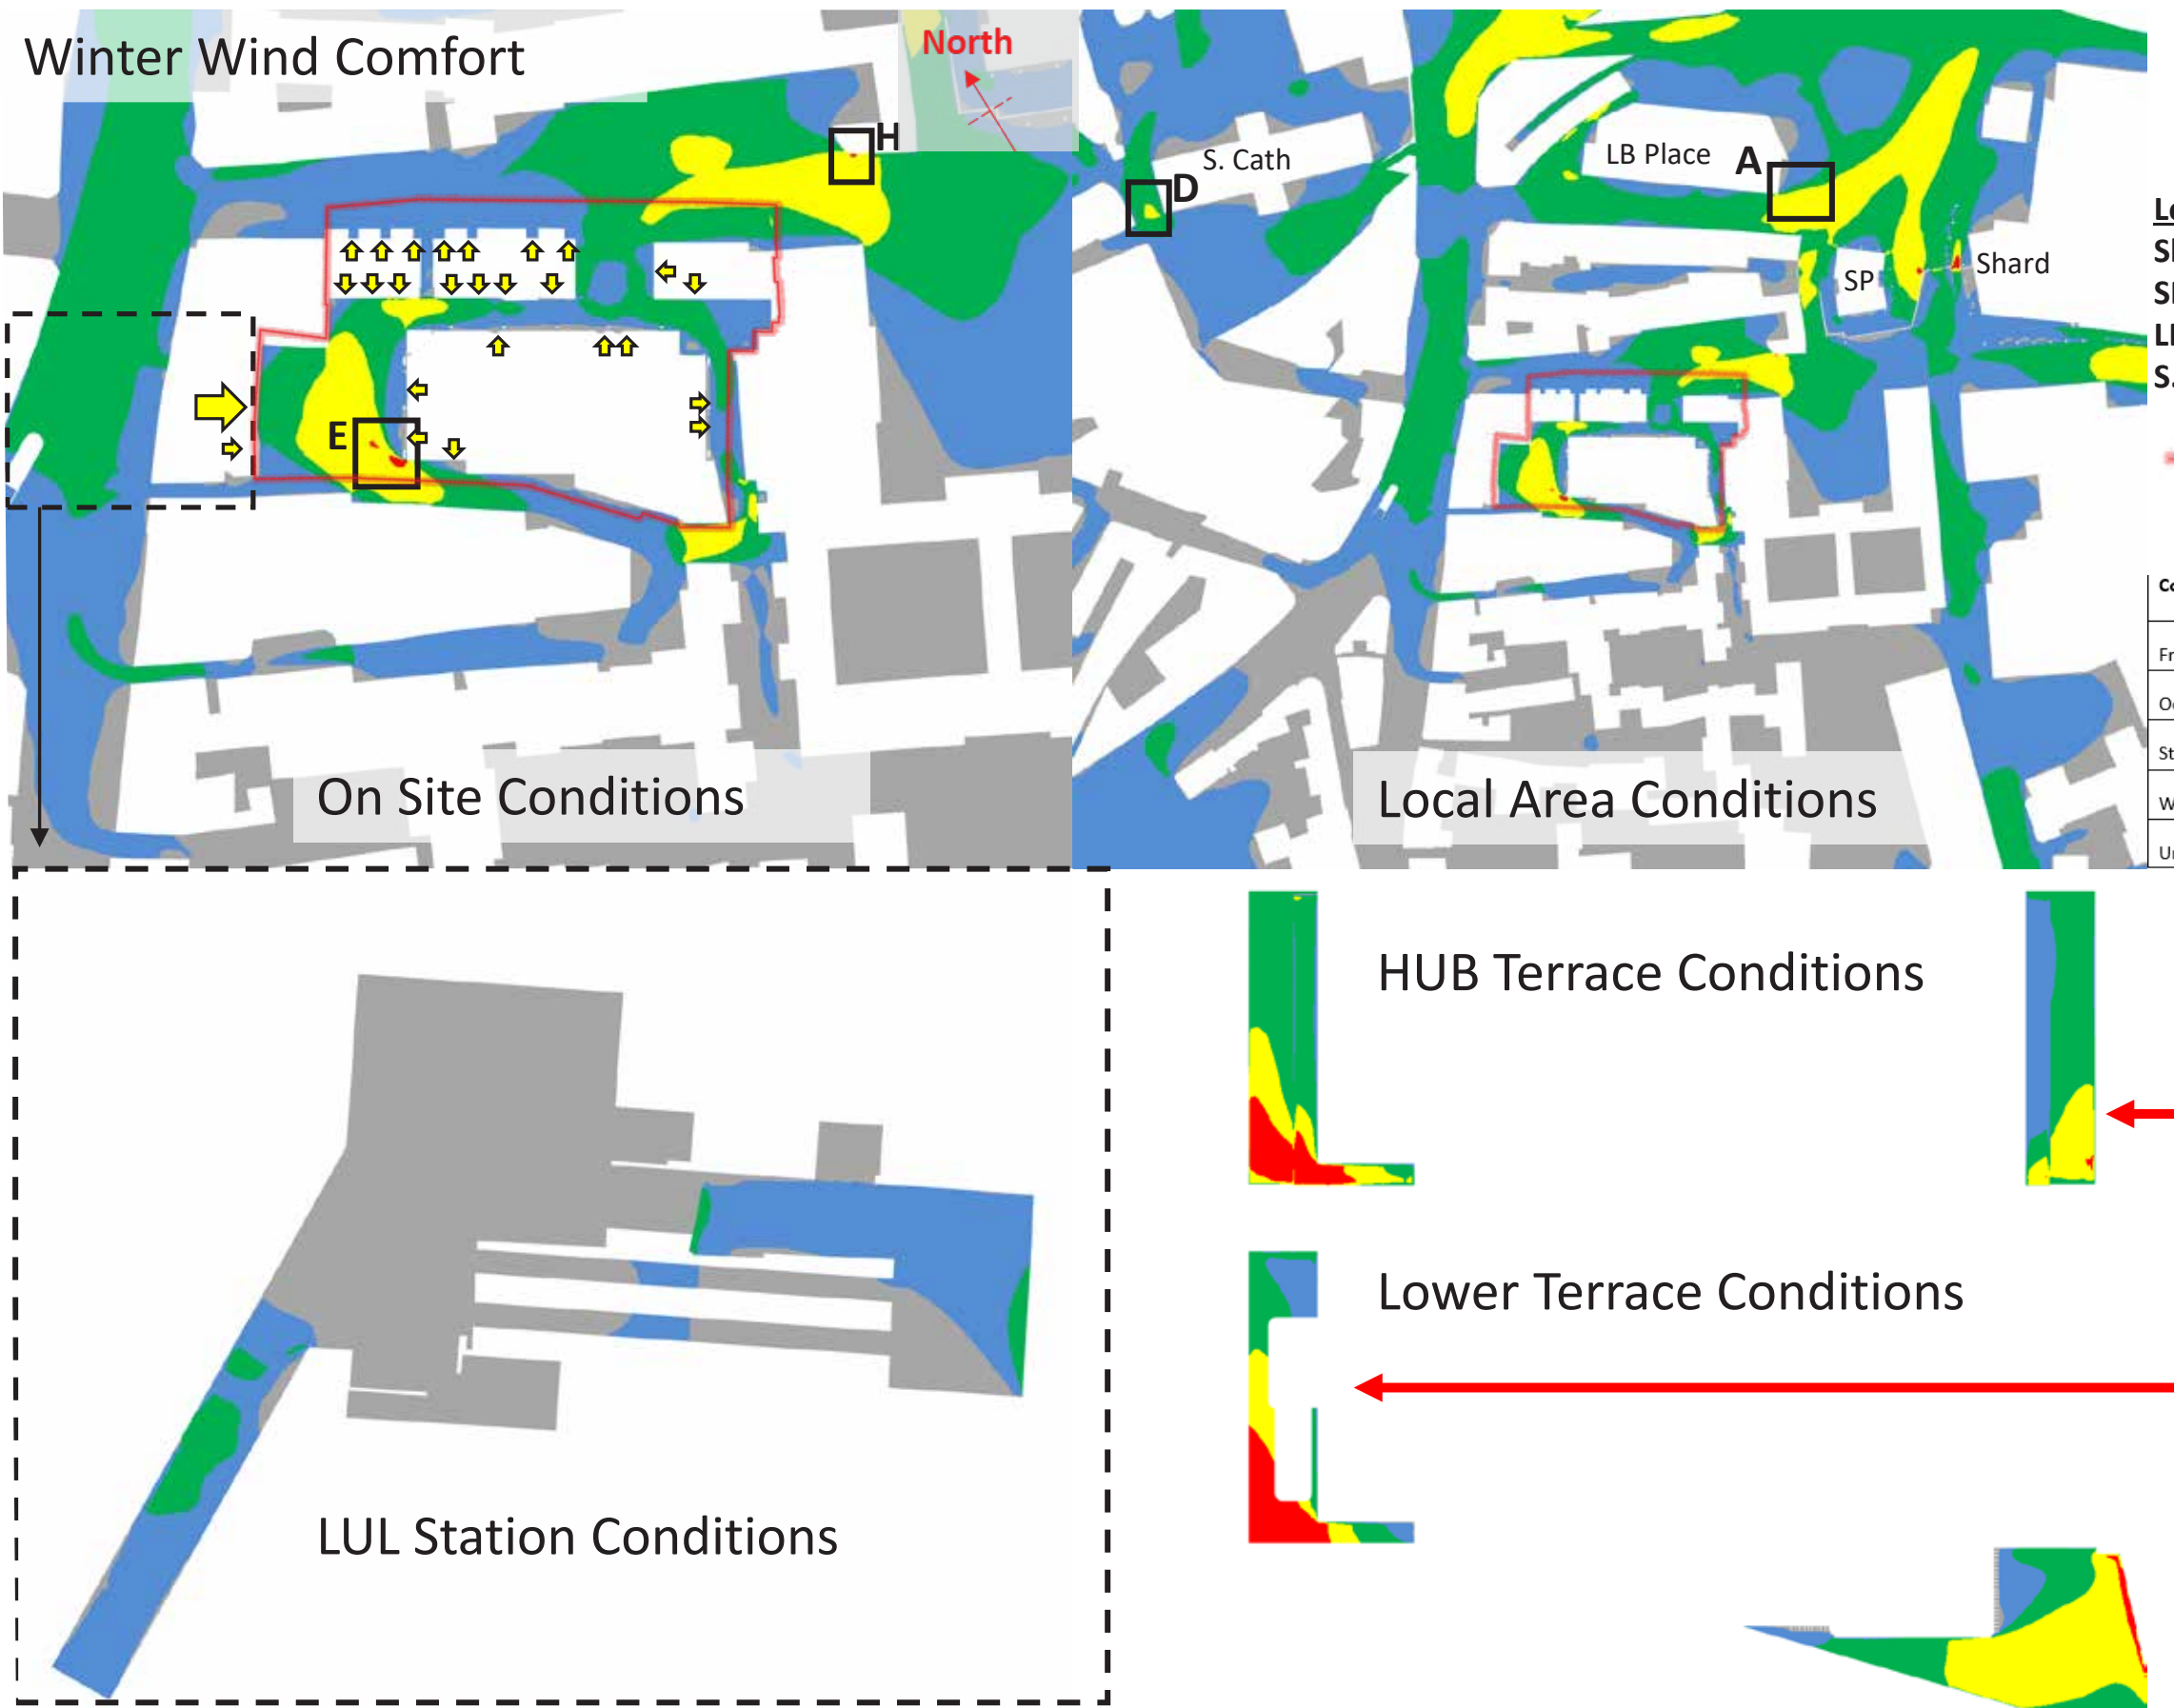 Winter Wind Comfort
North
H
E
On Site Conditions
D
S. Cath
LB Place
A
SP
Shard
Local Area Conditions
LUL Station Conditions
HUB Terrace Conditions
Lower Terrace Conditions